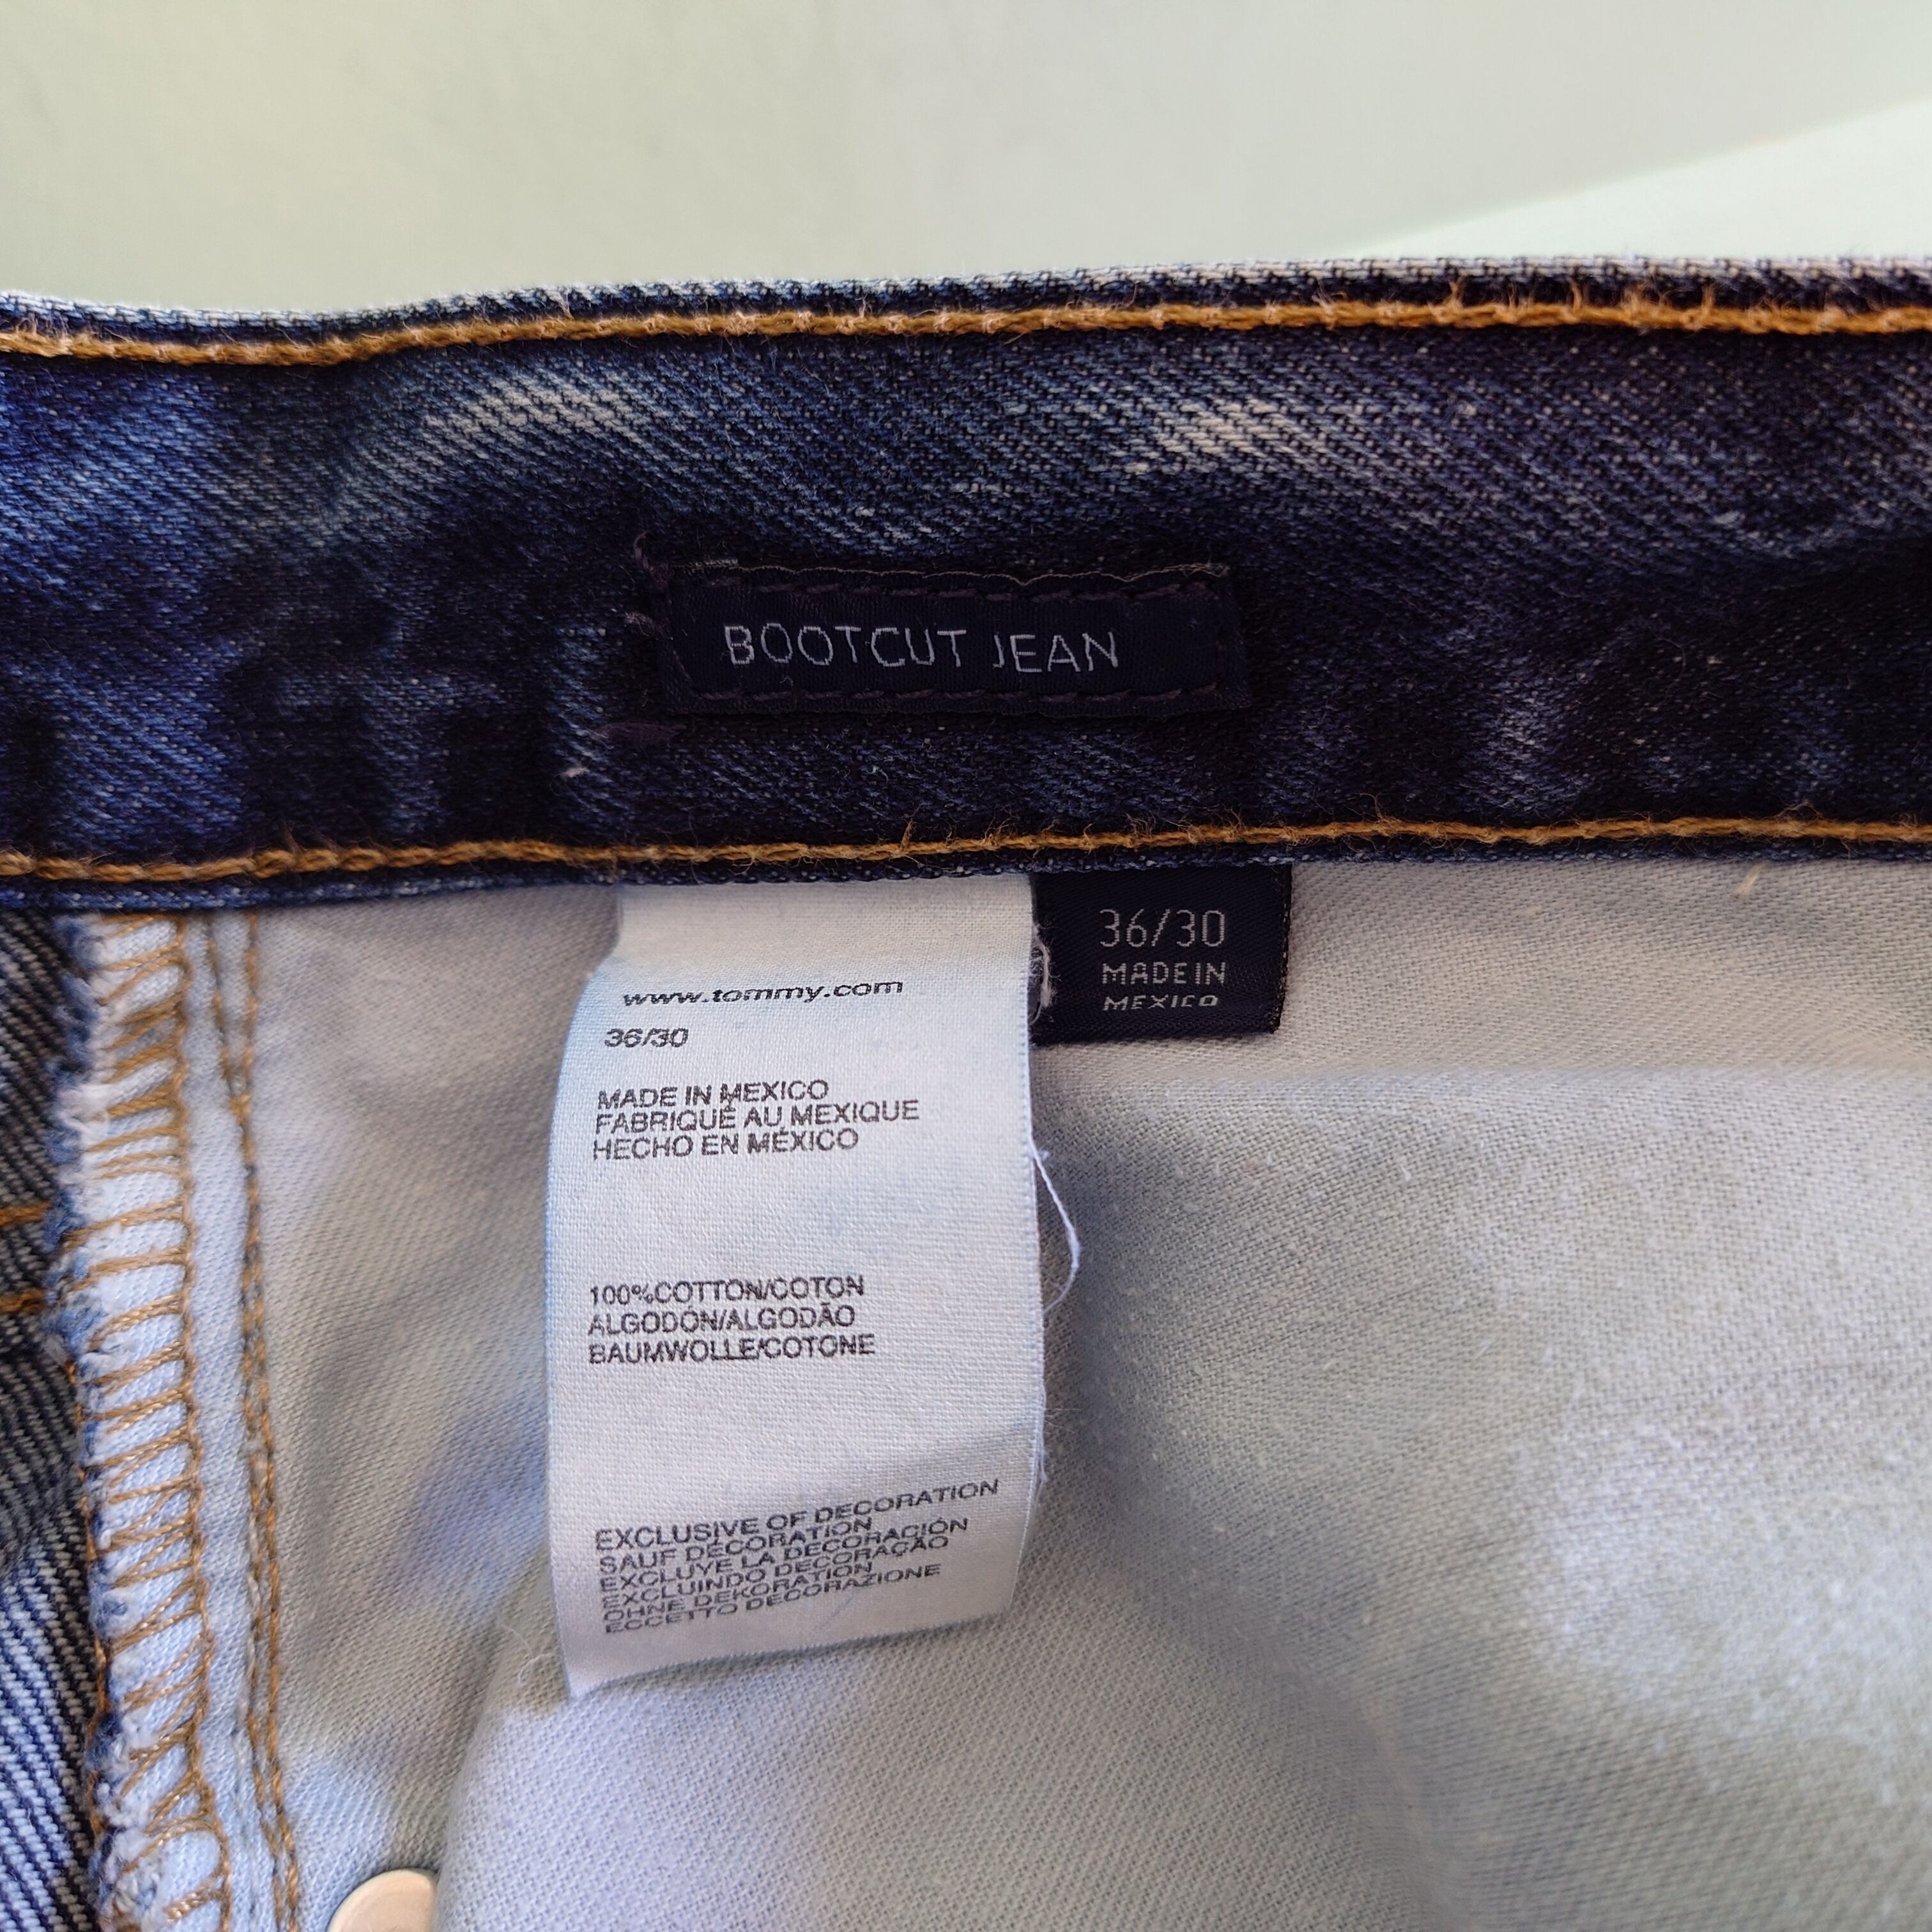 BOOTCUT JEAN
36/30
MADE IN
MEXICO
www.tommy.com
36/30
MADE IN MEXICO
FABRIQUÉ AU MEXIQUE
HECHO EN MÉXICO
100%COTTON/COTON
ALGODÓN/ALGODÃO
BAUMWOLLE/COTONE
EXCLUSIVE OF DECORATION
SAUF DÉCORATION
EXCLUYE LA DECORACIÓN
EXCLUINDO DECORAÇÃO
OHNE DEKORATION
ECCETTO DECORAZIONE